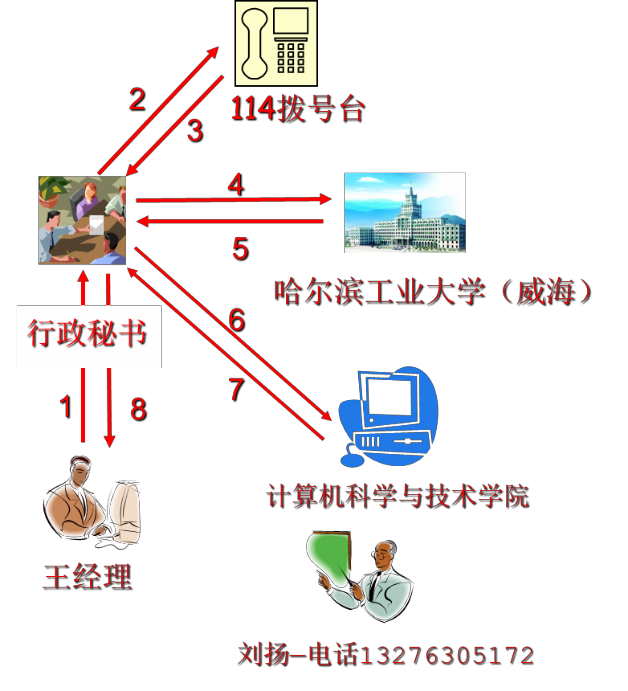 2
3
114拨号台
4
5
哈尔滨工业大学（威海）
行政秘书
6
7
1
8
计算机科学与技术学院
王经理
刘扬—电话13276305172